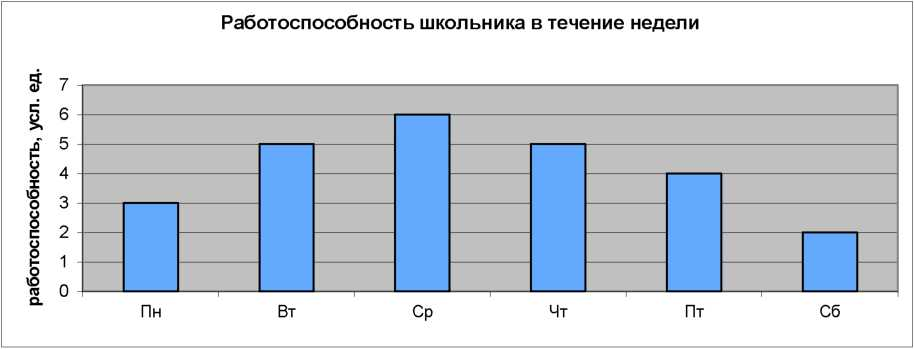 Работоспособность школьника в течение недели
работоспособность, усл. ед.
7
6
5
4
3
2
1
0
Пн Вт Ср Чт Пт Сб